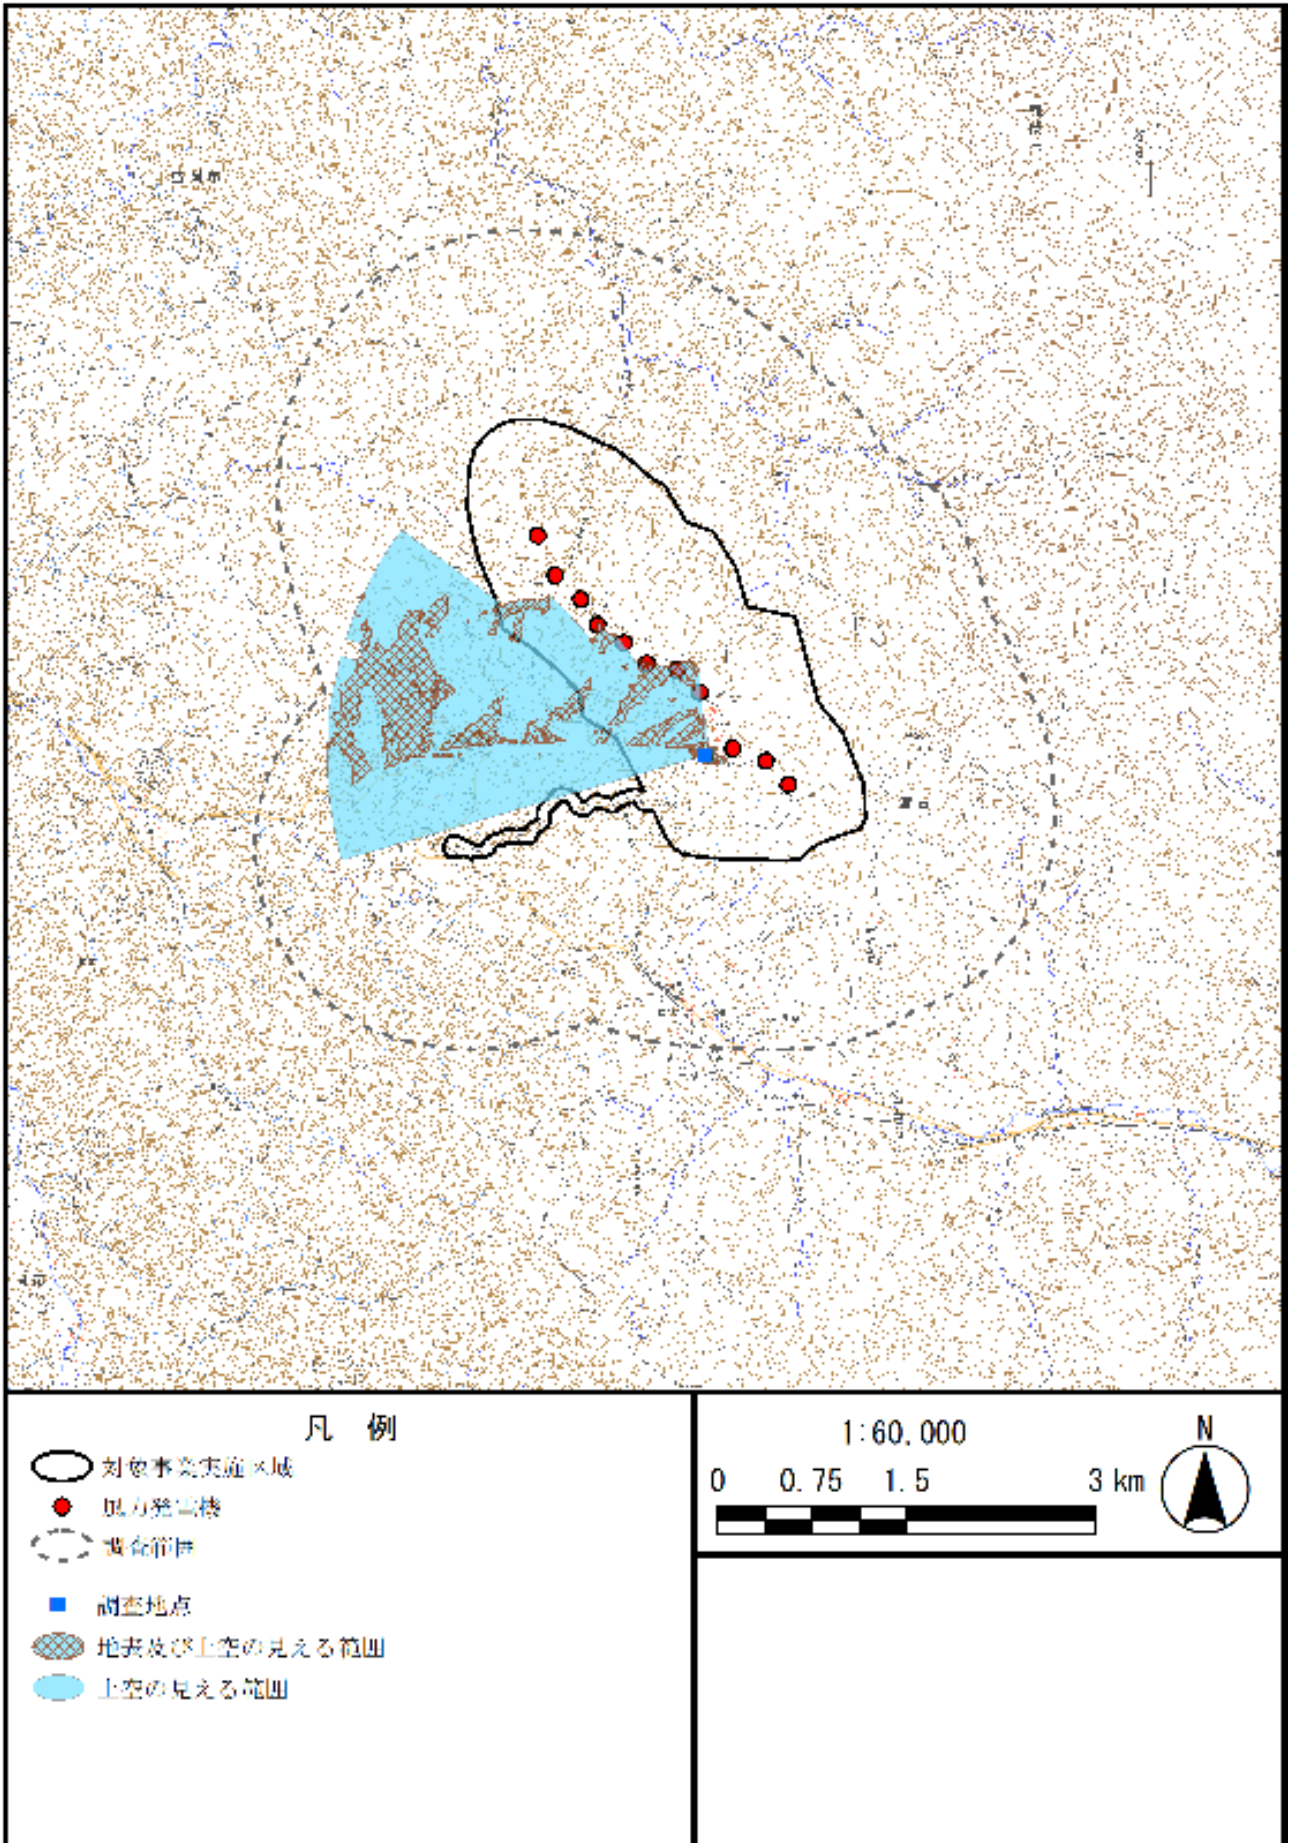 凡 例
対象事業実施区域
風力発電機
調査範囲
調査地点
地表及び上空の見える範囲
上空の見える範囲
1:60,000
N
0 0.75 1.5 3 km